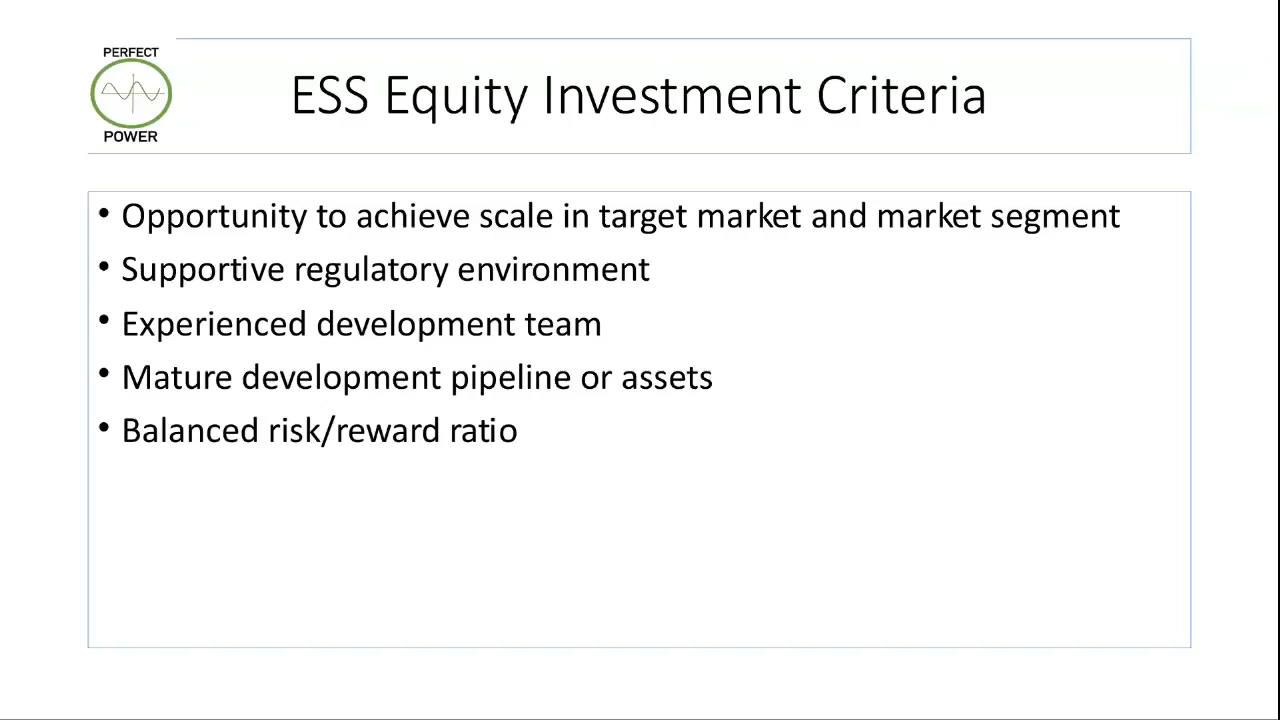 PERFECT
POWER
ESS Equity Investment Criteria
• Opportunity to achieve scale in target market and market segment
• Supportive regulatory environment
• Experienced development team
• Mature development pipeline or assets
• Balanced risk/reward ratio